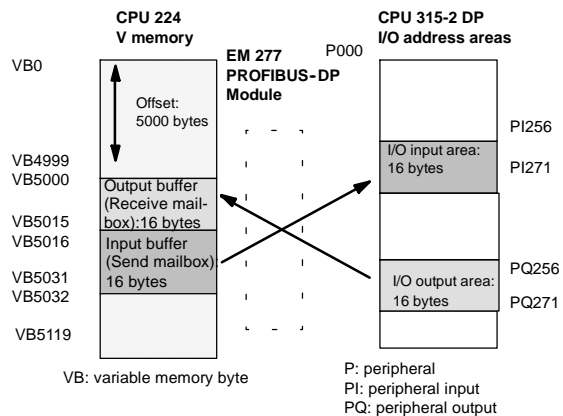 CPU 224
V memory
VB0
Offset:
5000 bytes
VB4999
VB5000
Output buffer
(Receive mail-
box):16 bytes
VB5015
VB5016
Input buffer
(Send mailbox):
16 bytes
VB5031
VB5032
VB5119
VB: variable memory byte
EM 277
PROFIBUS-DP
Module
CPU 315-2 DP
I/O address areas
P000
I/O input area:
16 bytes
PI256
PI271
I/O output area:
16 bytes
PQ256
PQ271
P: peripheral
PI: peripheral input
PQ: peripheral output